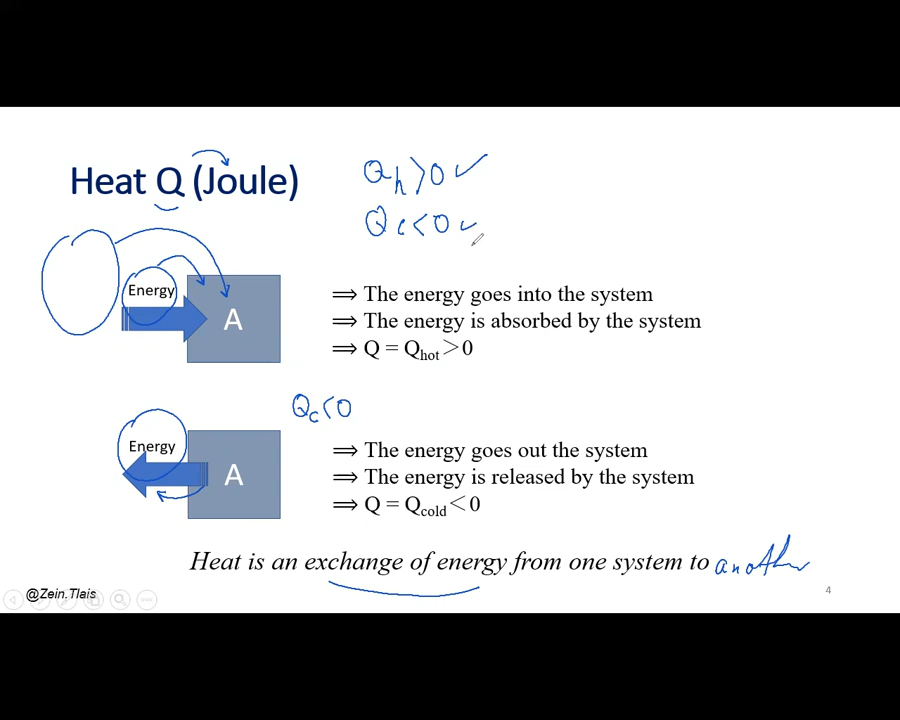 Heat Q (Joule)
Qh>0 ✓
Qc<0 ✓
Energy
A
⟹ The energy goes into the system
⟹ The energy is absorbed by the system
⟹ Q = Qhot>0
Qc<0
Energy
A
⟹ The energy goes out the system
⟹ The energy is released by the system
⟹ Q = Qcold<0
Heat is an exchange of energy from one system to another
@Zein.Tlais
4